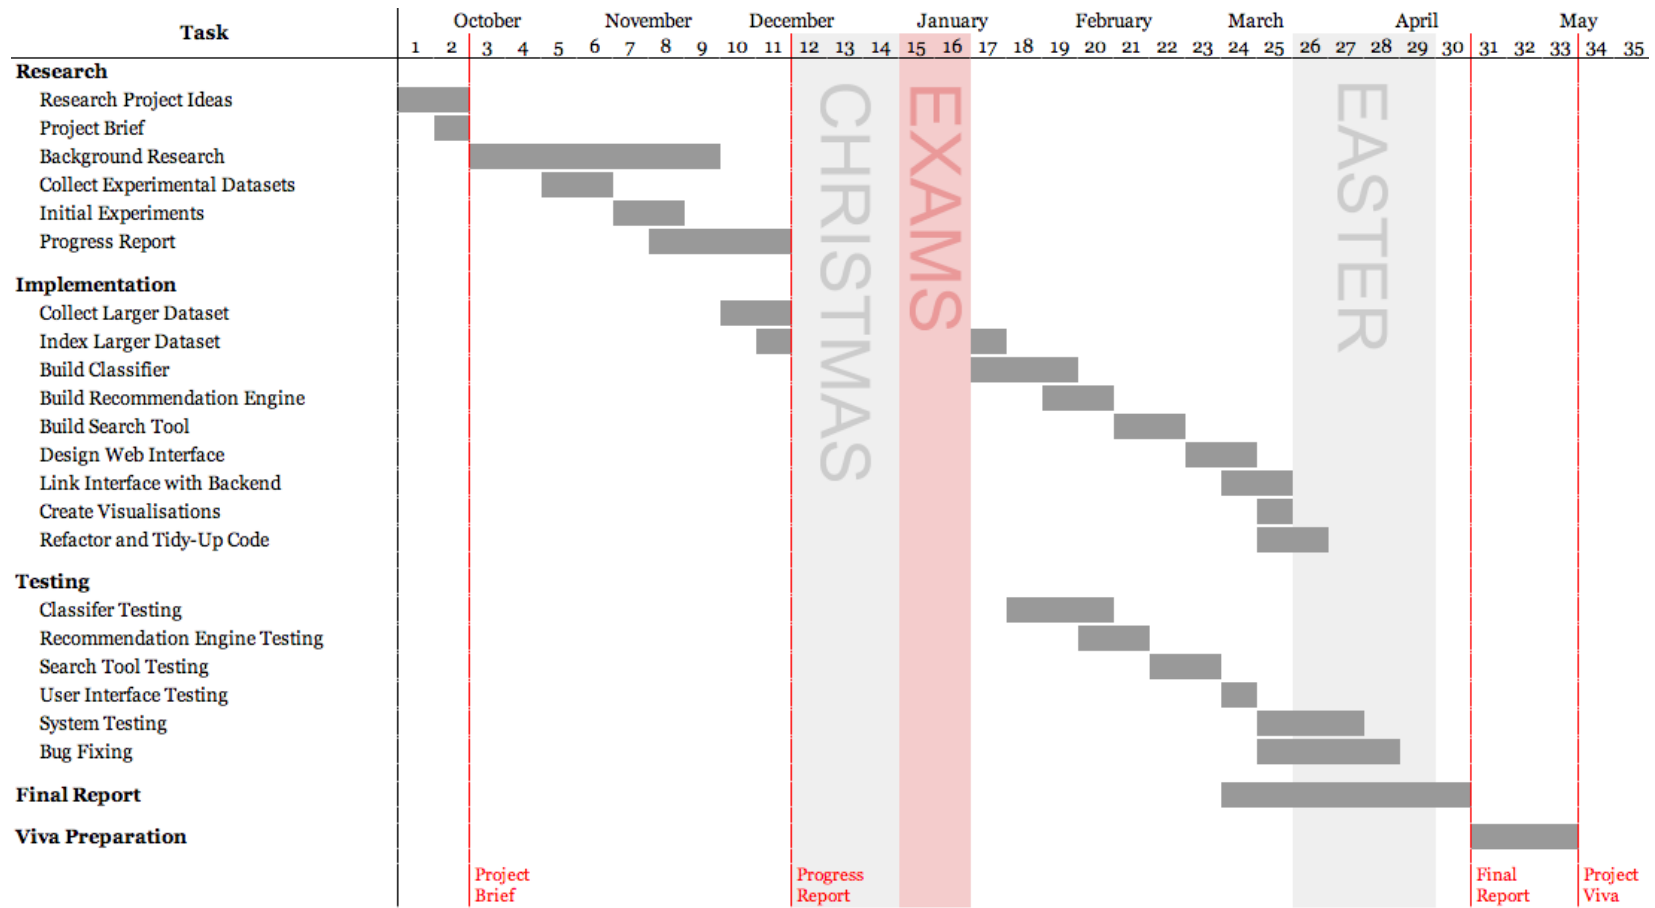 Task
October November December January February March April May
1 2 3 4 5 6 7 8 9 10 11 12 13 14 15 16 17 18 19 20 21 22 23 24 25 26 27 28 29 30 31 32 33 34 35
Research
Research Project Ideas
Project Brief
Background Research
Collect Experimental Datasets
Initial Experiments
Progress Report
Implementation
Collect Larger Dataset
Index Larger Dataset
Build Classifier
Build Recommendation Engine
Build Search Tool
Design Web Interface
Link Interface with Backend
Create Visualisations
Refactor and Tidy-Up Code
Testing
Classifer Testing
Recommendation Engine Testing
Search Tool Testing
User Interface Testing
System Testing
Bug Fixing
Final Report
Viva Preparation
CHRISTMAS
EXAMS
EASTER
Project
Brief
Progress
Report
Final
Report
Project
Viva